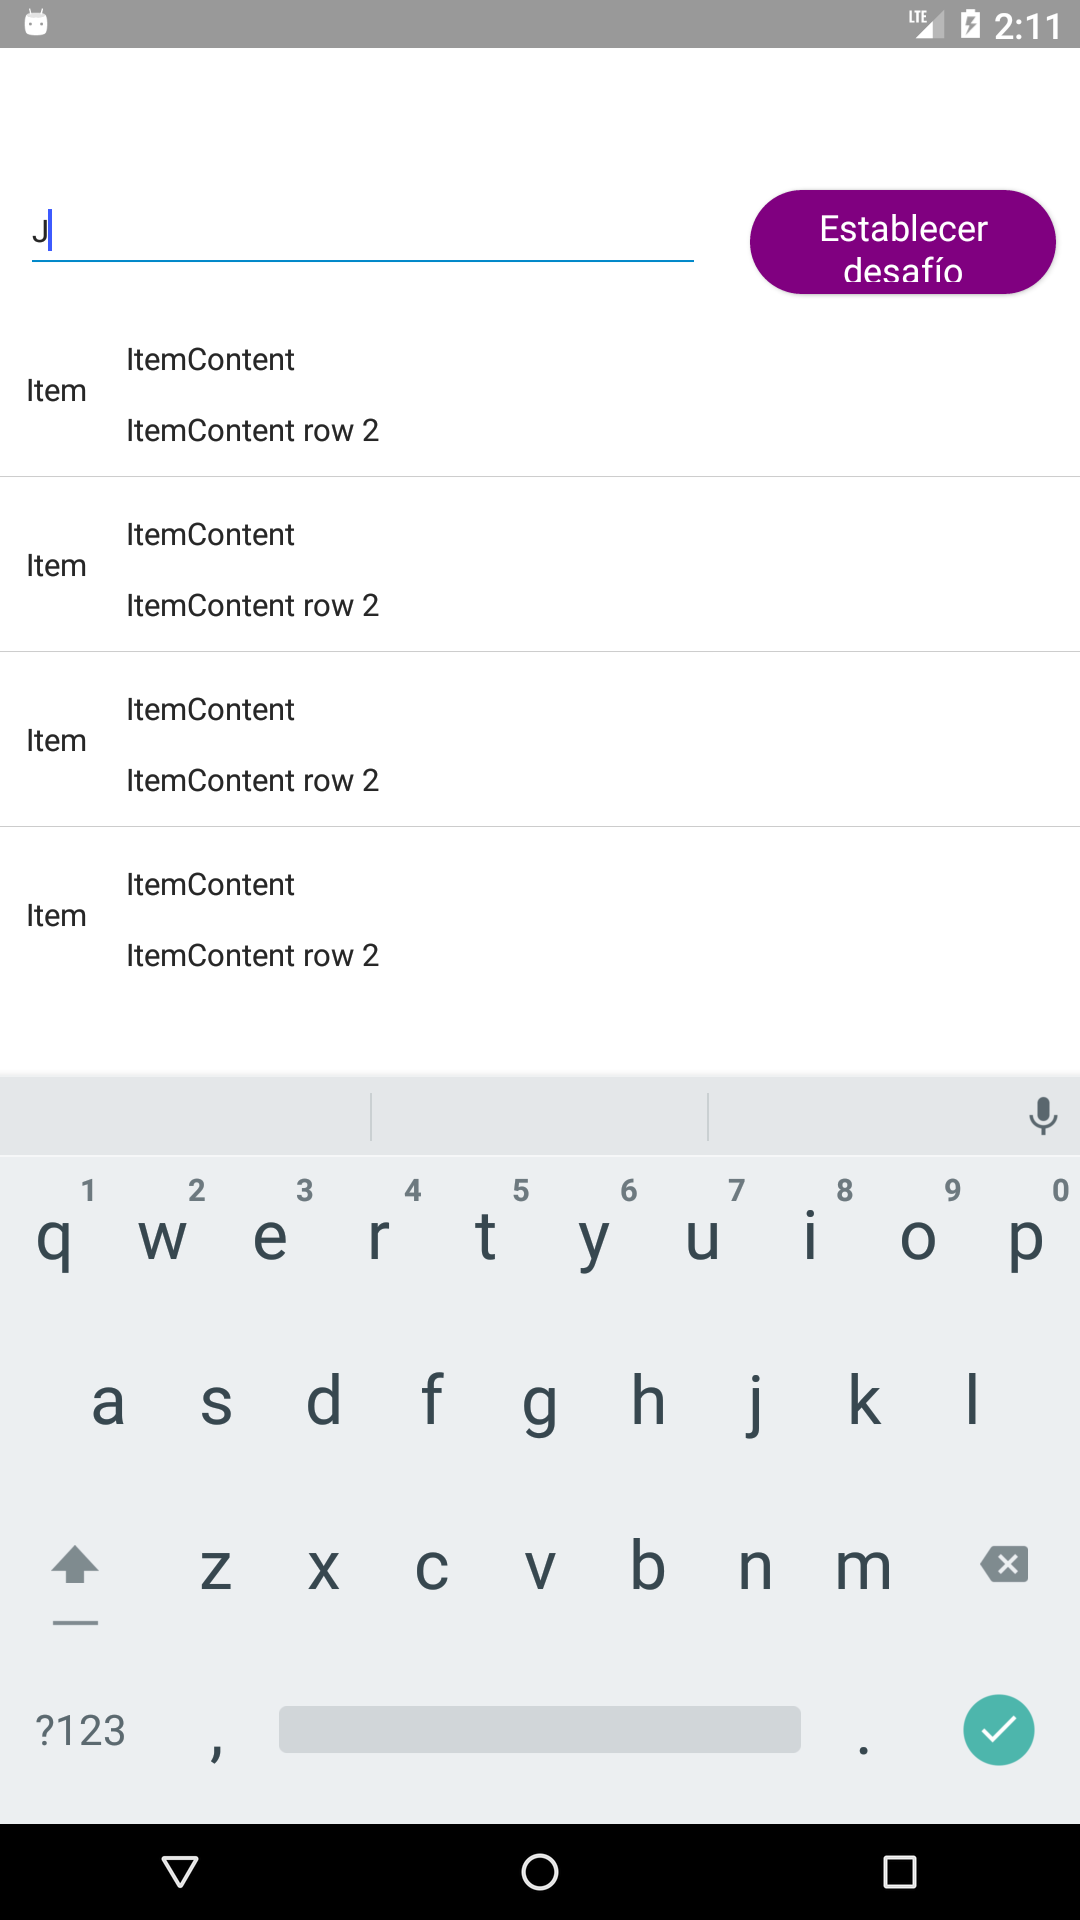 LTE 2:11
J
Establecer
desafío
ItemContent
Item
ItemContent row 2
ItemContent
Item
ItemContent row 2
ItemContent
Item
ItemContent row 2
ItemContent
Item
ItemContent row 2
1 2 3 4 5 6 7 8 9 0
q w e r t y u i o p
a s d f g h j k l
z x c v b n m
?123 , .